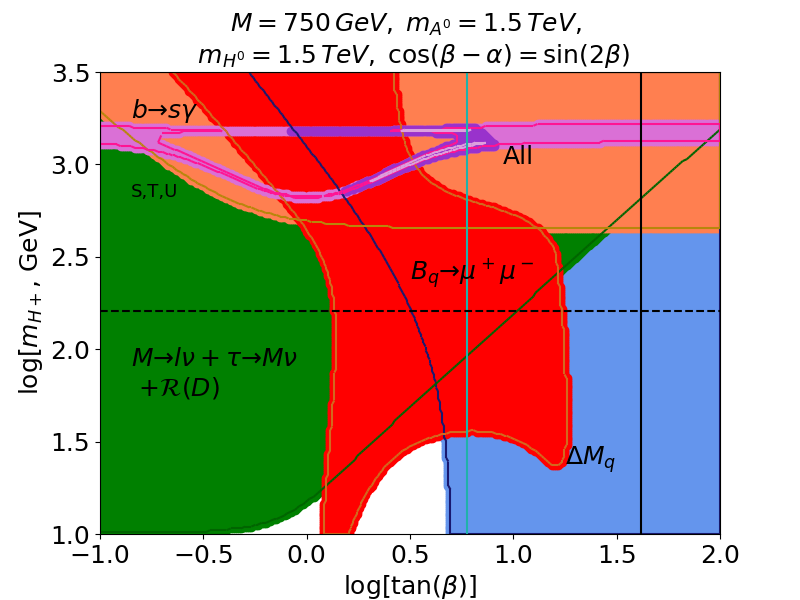 M = 750 GeV, m_{A^0} = 1.5 TeV,
m_{H^0} = 1.5 TeV, cos(β−α) = sin(2β)
3.5
3.0
2.5
2.0
1.5
1.0
log[m_{H+}, GeV]
b→sγ
All
S,T,U
B_q→μ^+μ^−
M→lν + τ→Mν
+ℛ(D)
ΔM_q
−1.0 −0.5 0.0 0.5 1.0 1.5 2.0
log[tan(β)]